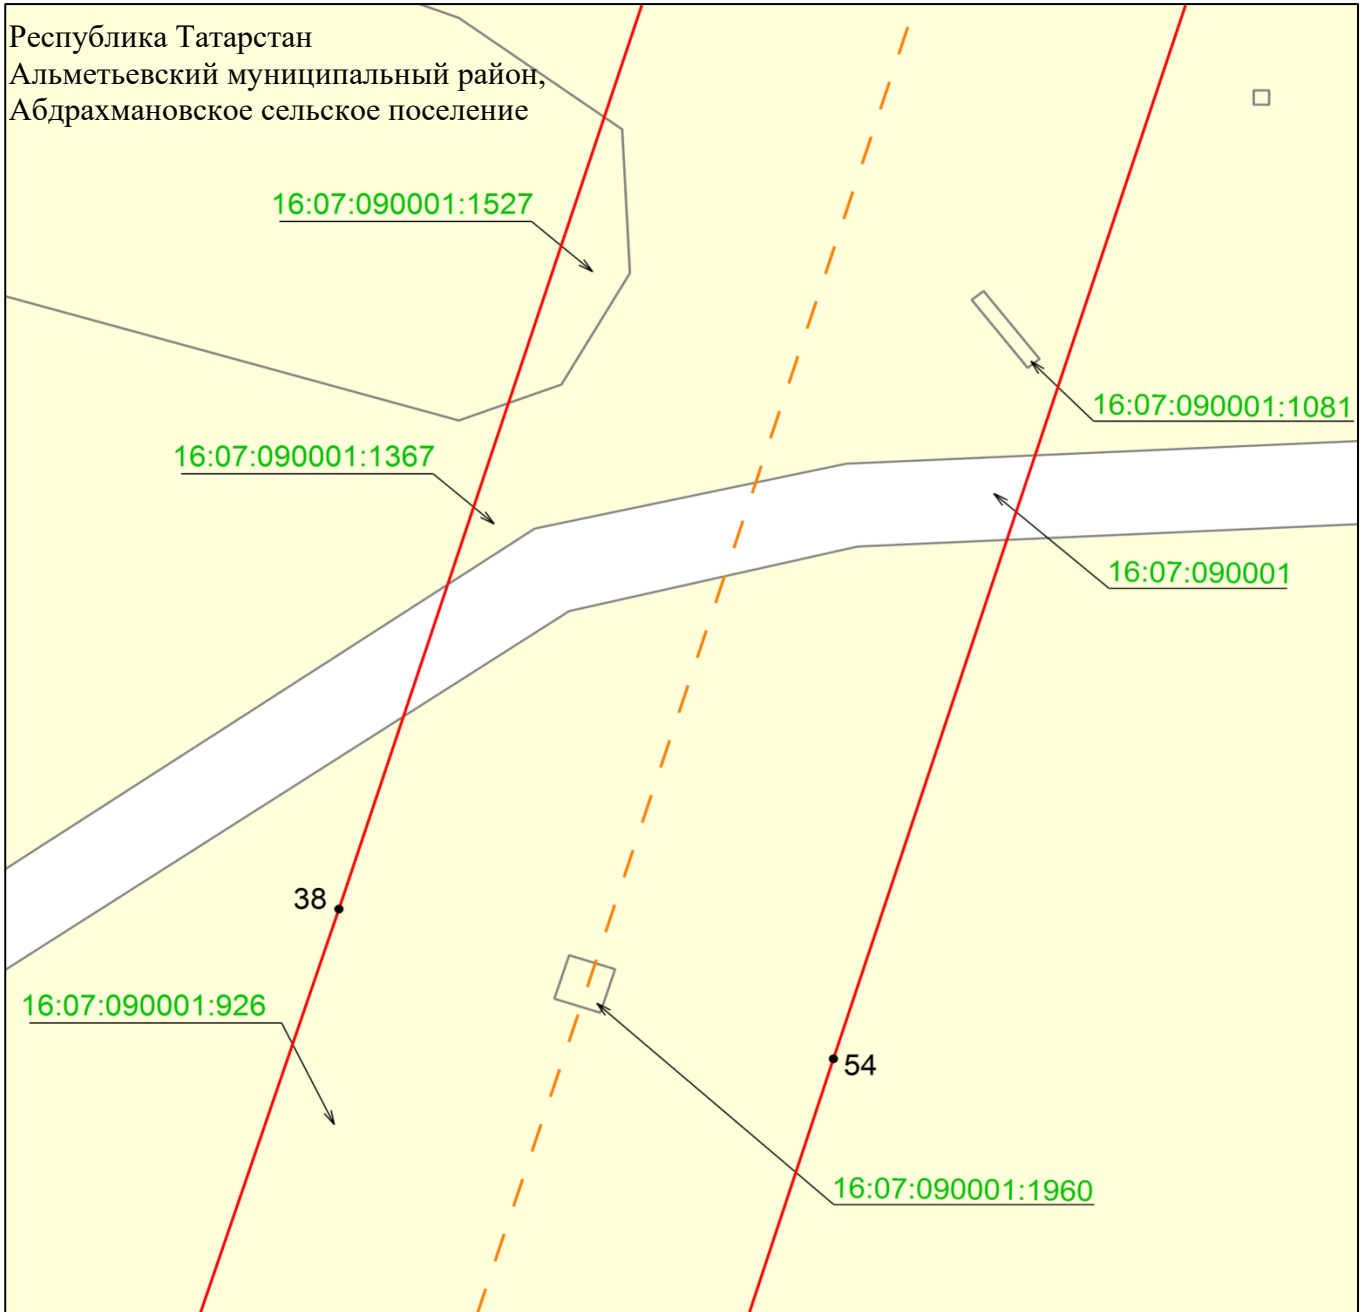 Республика Татарстан
Альметьевский муниципальный район,
Абдрахмановское сельское поселение
16:07:090001:1527
16:07:090001:1081
16:07:090001:1367
16:07:090001
38
16:07:090001:926
54
16:07:090001:1960